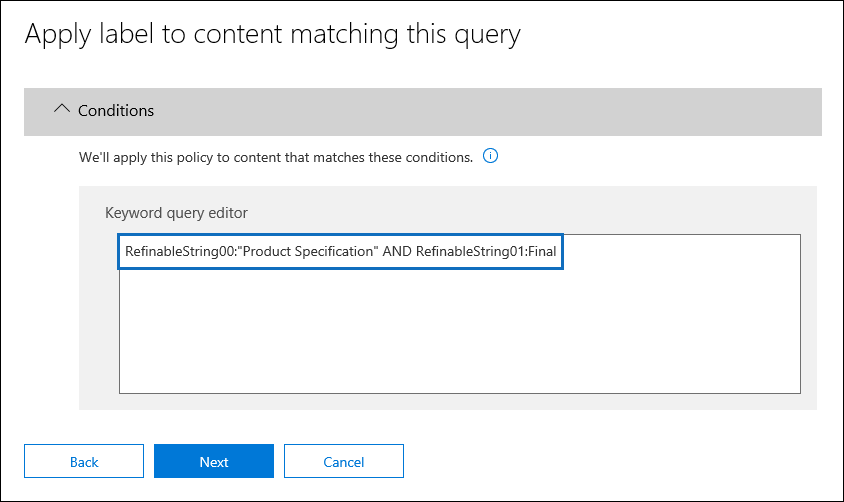 Apply label to content matching this query
Conditions
We'll apply this policy to content that matches these conditions.
Keyword query editor
RefinableString00:"Product Specification" AND RefinableString01:Final
Back
Next
Cancel